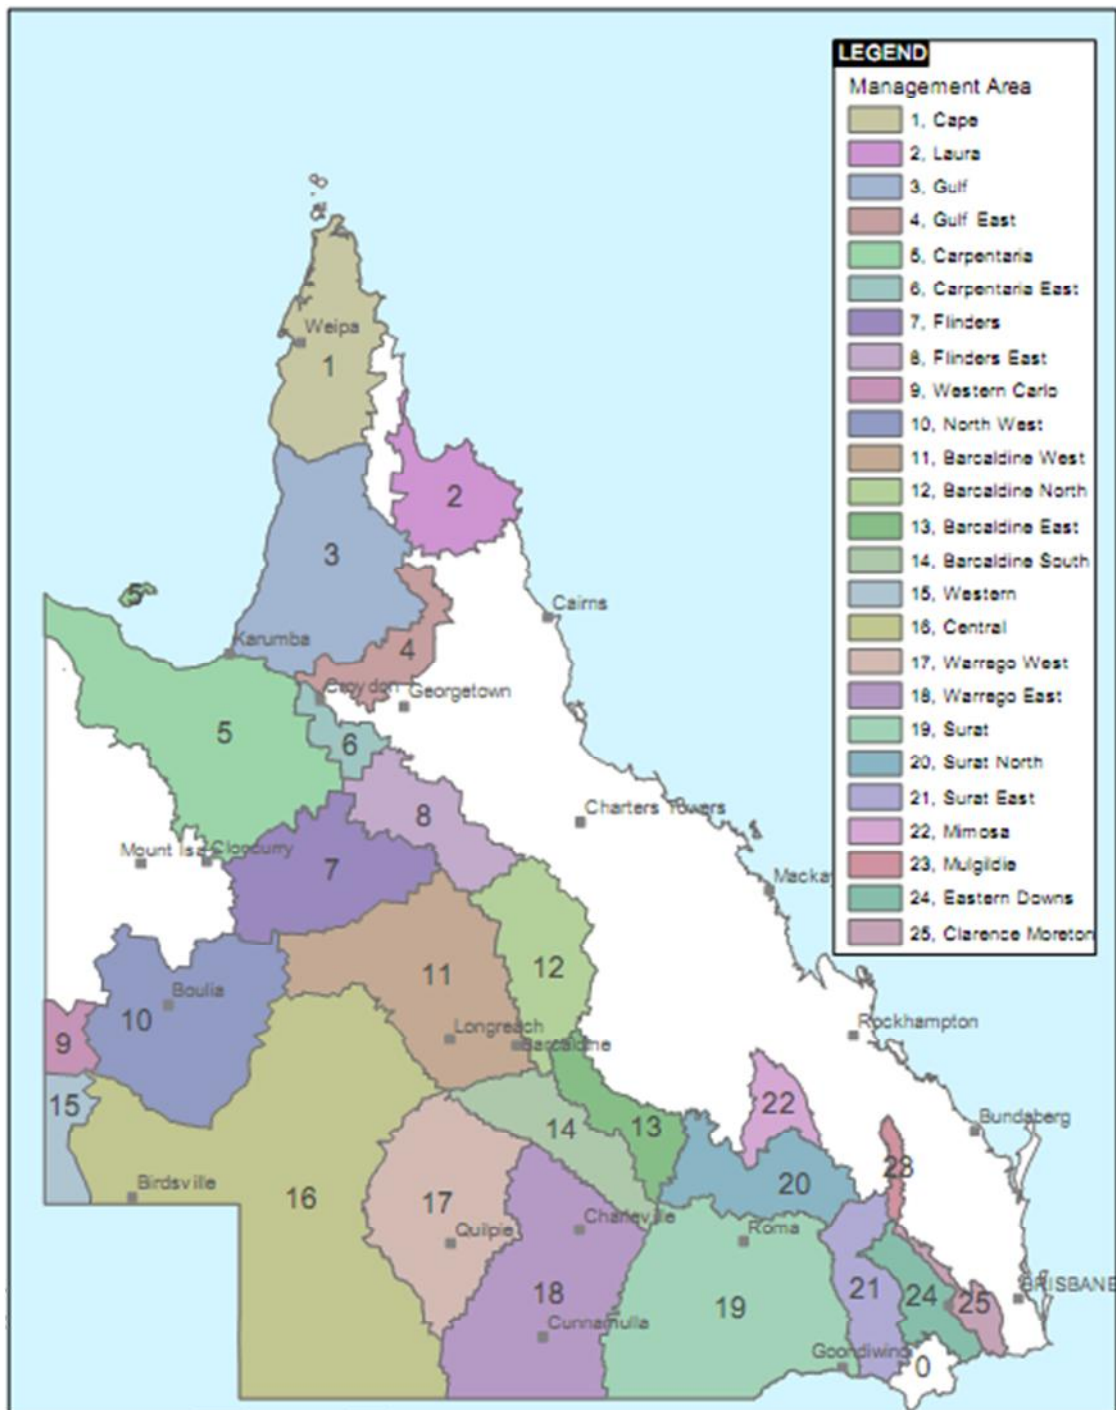 LEGEND
Management Area
1, Cape
2, Laura
3, Gulf
4, Gulf East
5, Carpentaria
6, Carpentaria East
7, Flinders
8, Flinders East
9, Western Carlo
10, North West
11, Barcaldine West
12, Barcaldine North
13, Barcaldine East
14, Barcaldine South
15, Western
16, Central
17, Warrego West
18, Warrego East
19, Surat
20, Surat North
21, Surat East
22, Mimosa
23, Mulgildie
24, Eastern Downs
25, Clarence Moreton
Weipa
1
2
3
5
Cairns
Karumba
4
Croydon
Georgetown
5
6
Charters Towers
8
Mount Isa
Cloncurry
7
Mackay
12
11
Boulia
10
Rockhampton
Longreach
9
Barcaldine
15
22
Bundaberg
14
13
23
Birdsville
20
16
17
Charleville
Quilpie
Roma
21
18
24
BRISBANE
25
19
Cunnamulla
Goondiwindi
0